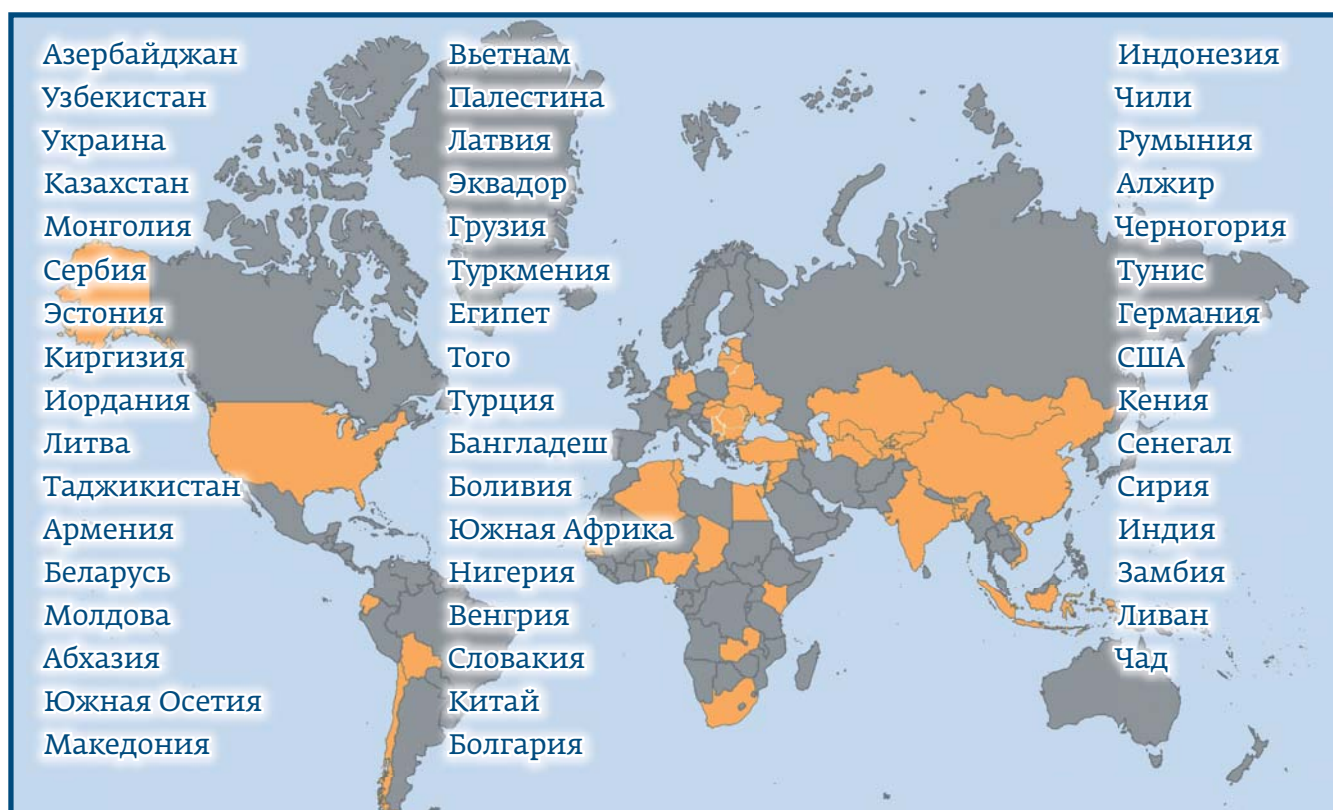 Азербайджан
Узбекистан
Украина
Казахстан
Монголия
Сербия
Эстония
Киргизия
Иордания
Литва
Таджикистан
Армения
Беларусь
Молдова
Абхазия
Южная Осетия
Македония
Вьетнам
Палестина
Латвия
Эквадор
Грузия
Туркмения
Египет
Того
Турция
Бангладеш
Боливия
Южная Африка
Нигерия
Венгрия
Словакия
Китай
Болгария
Индонезия
Чили
Румыния
Алжир
Черногория
Тунис
Германия
США
Кения
Сенегал
Сирия
Индия
Замбия
Ливан
Чад